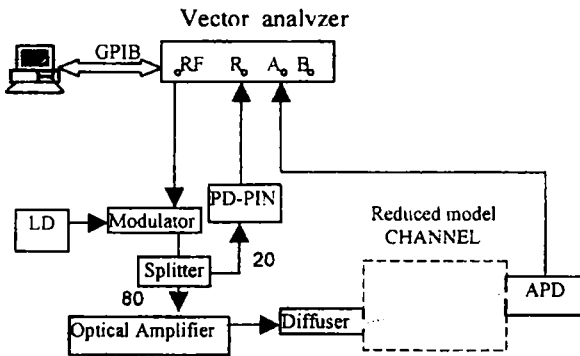 Vector analyzer
GPIB
RF R A B
PD-PIN
LD
Modulator
Reduced model
CHANNEL
Splitter
20
80
APD
Optical Amplifier
Diffuser